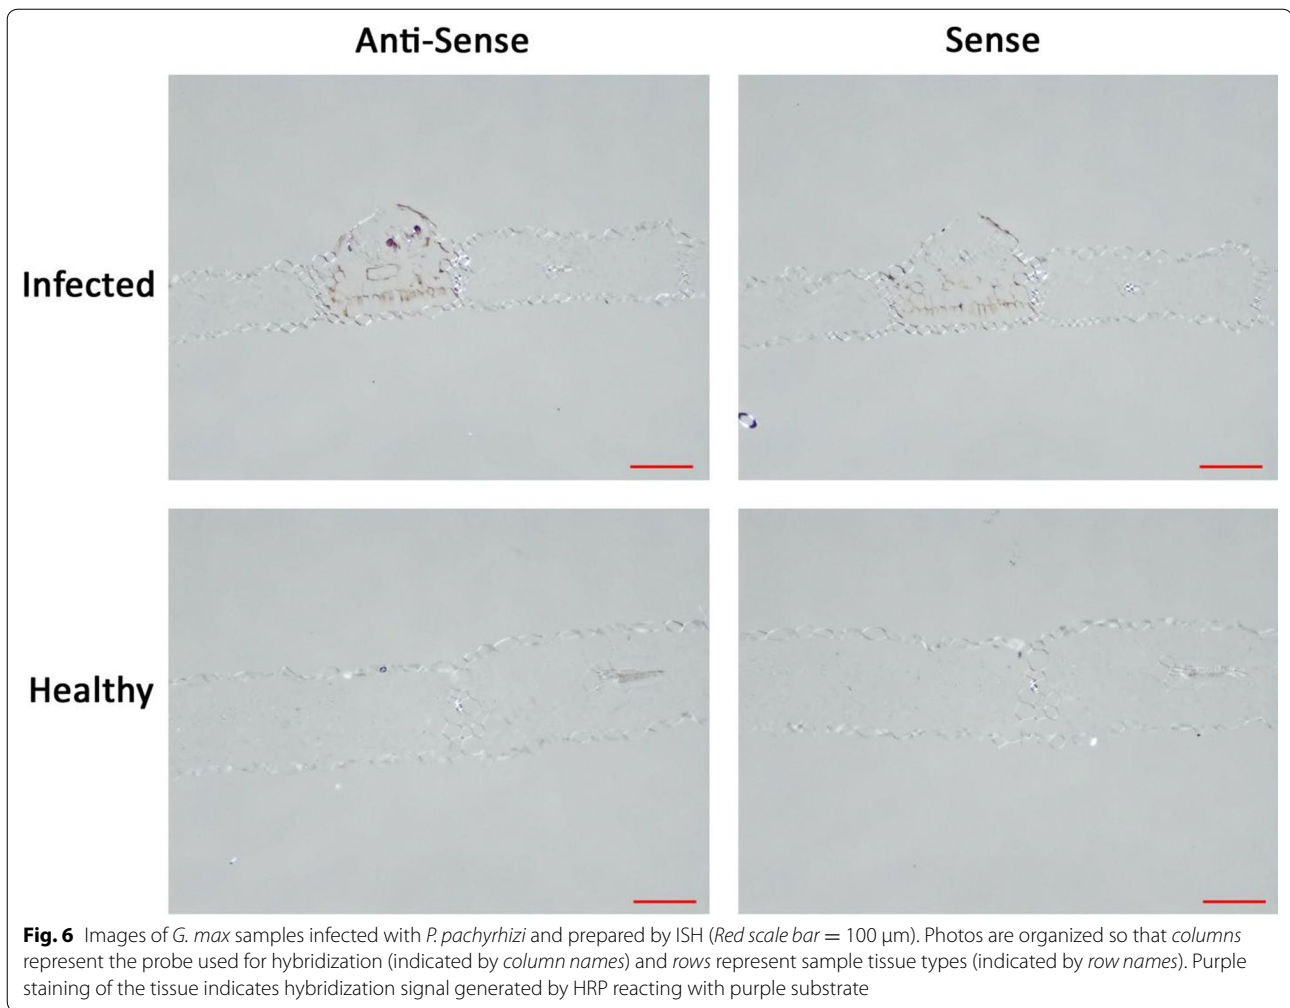 Anti-Sense Sense
Infected
Healthy
Fig. 6 Images of G. max samples infected with P. pachyrhizi and prepared by ISH (Red scale bar = 100 µm). Photos are organized so that columns
represent the probe used for hybridization (indicated by column names) and rows represent sample tissue types (indicated by row names). Purple
staining of the tissue indicates hybridization signal generated by HRP reacting with purple substrate